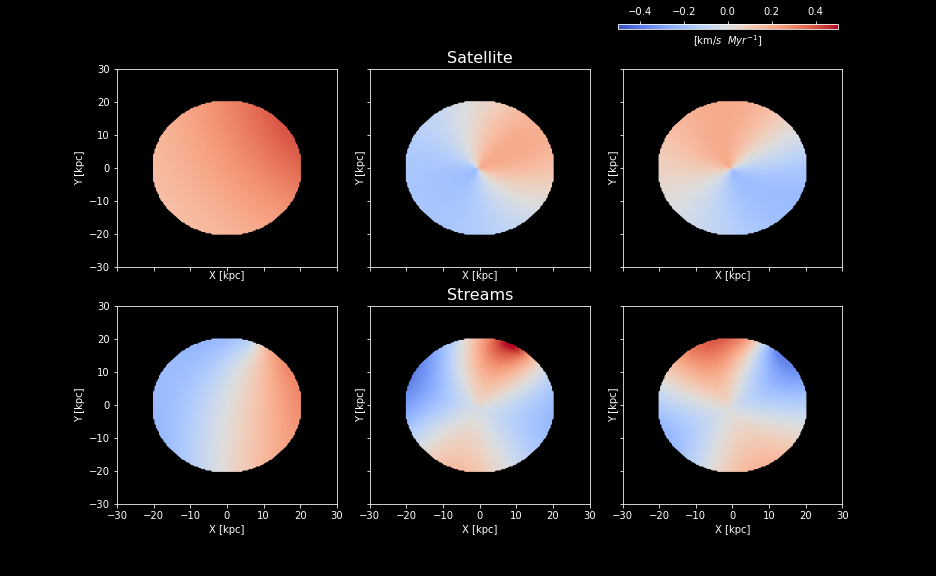 −0.4 −0.2 0.0 0.2 0.4
[km/s Myr⁻¹]
Satellite
30
20
10
0
−10
−20
−30
Y [kpc]
Y [kpc]
Y [kpc]
X [kpc] X [kpc] X [kpc]
Streams
30
20
10
0
−10
−20
−30
Y [kpc]
Y [kpc]
Y [kpc]
−30 −20 −10 0 10 20 30 −30 −20 −10 0 10 20 30 −30 −20 −10 0 10 20 30
X [kpc] X [kpc] X [kpc]